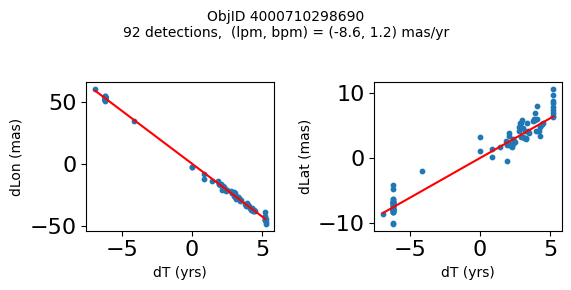 ObjID 4000710298690
92 detections,  (lpm, bpm) = (-8.6, 1.2) mas/yr
50
0
−50
−5
0
5
dT (yrs)
dLon (mas)
10
0
−10
−5
0
5
dT (yrs)
dLat (mas)